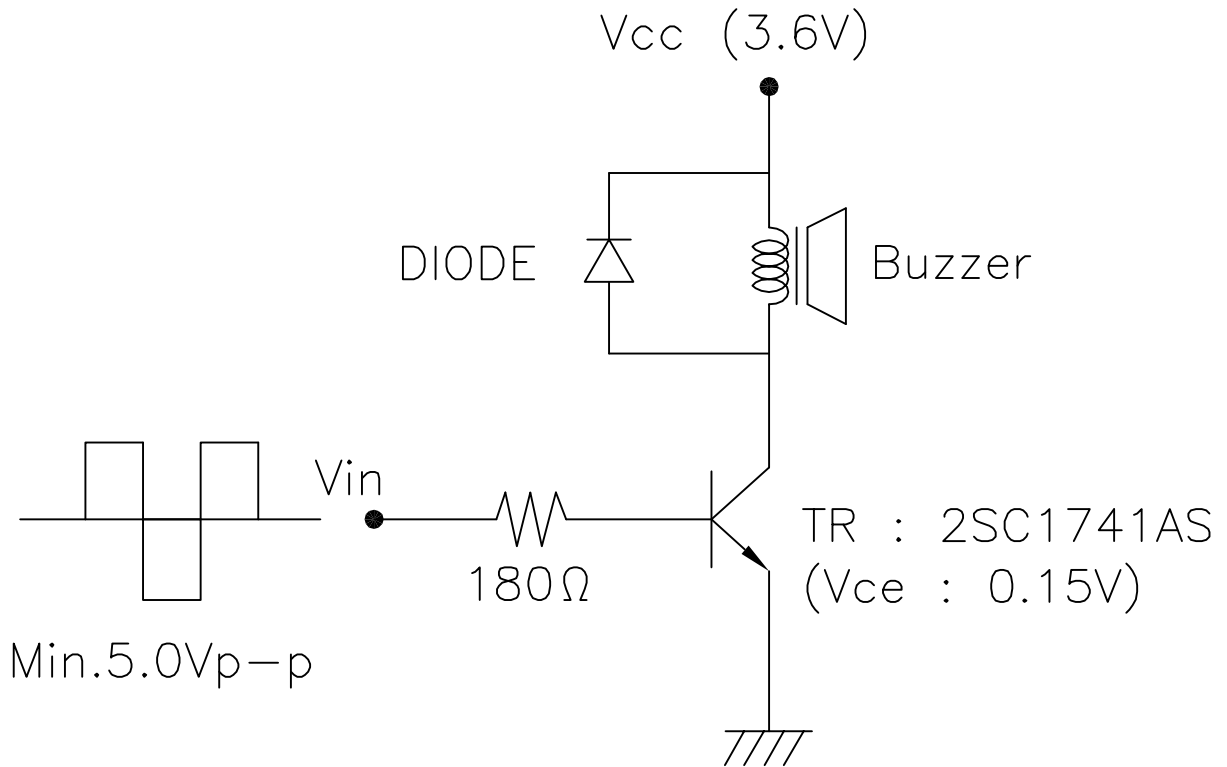 Vcc (3.6V)
DIODE
Buzzer
Vin
180Ω
TR : 2SC1741AS
(Vce : 0.15V)
Min.5.0Vp-p